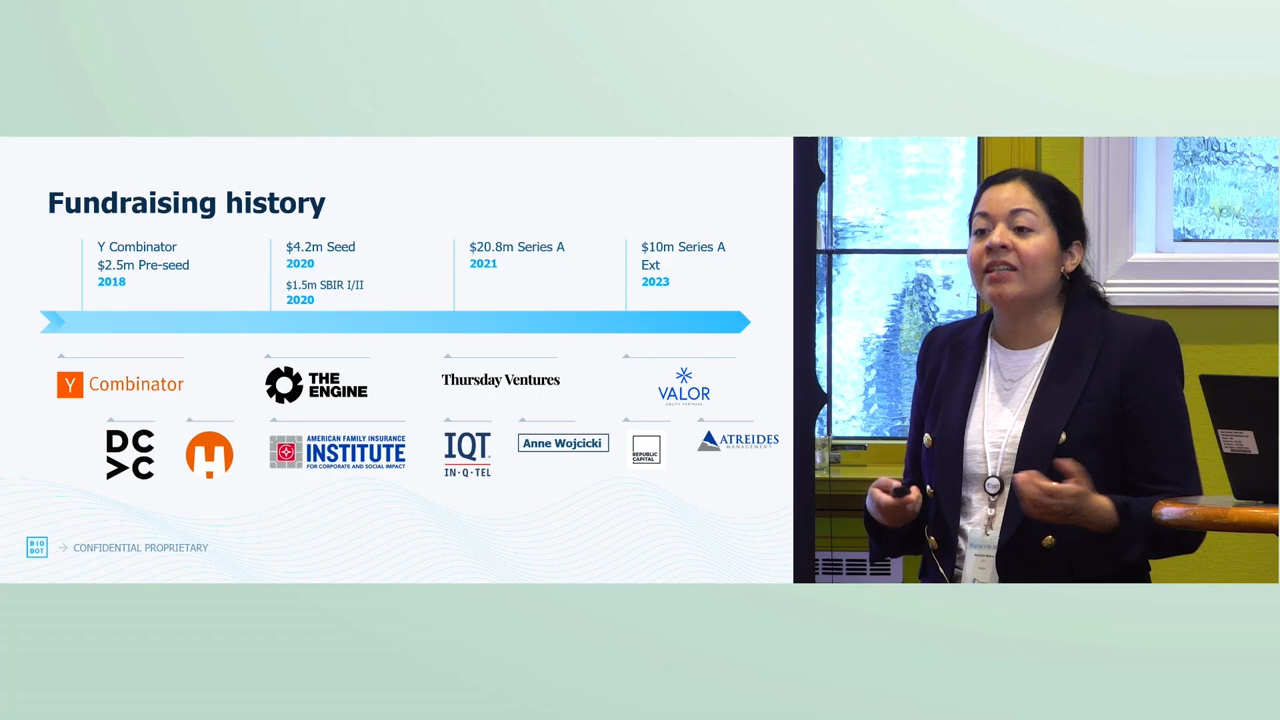 Fundraising history
Y Combinator
$2.5m Pre-seed
2018
$4.2m Seed
2020
$1.5m SBIR I/II
2020
$20.8m Series A
2021
$10m Series A
Ext
2023
Y Combinator
THE
ENGINE
Thursday Ventures
VALOR
EQUITY PARTNERS
DC
VC
AMERICAN FAMILY INSURANCE
INSTITUTE
FOR CORPORATE AND SOCIAL IMPACT
IQT
IN·Q·TEL
Anne Wojcicki
REPUBLIC
CAPITAL
ATREIDES
MANAGEMENT
BIO
BOT
CONFIDENTIAL PROPRIETARY